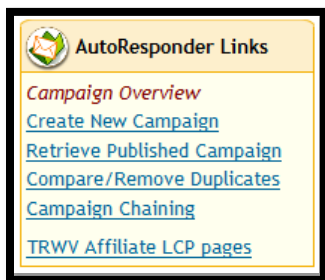 AutoResponder Links
Campaign Overview
Create New Campaign
Retrieve Published Campaign
Compare/Remove Duplicates
Campaign Chaining
TRWV Affiliate LCP pages